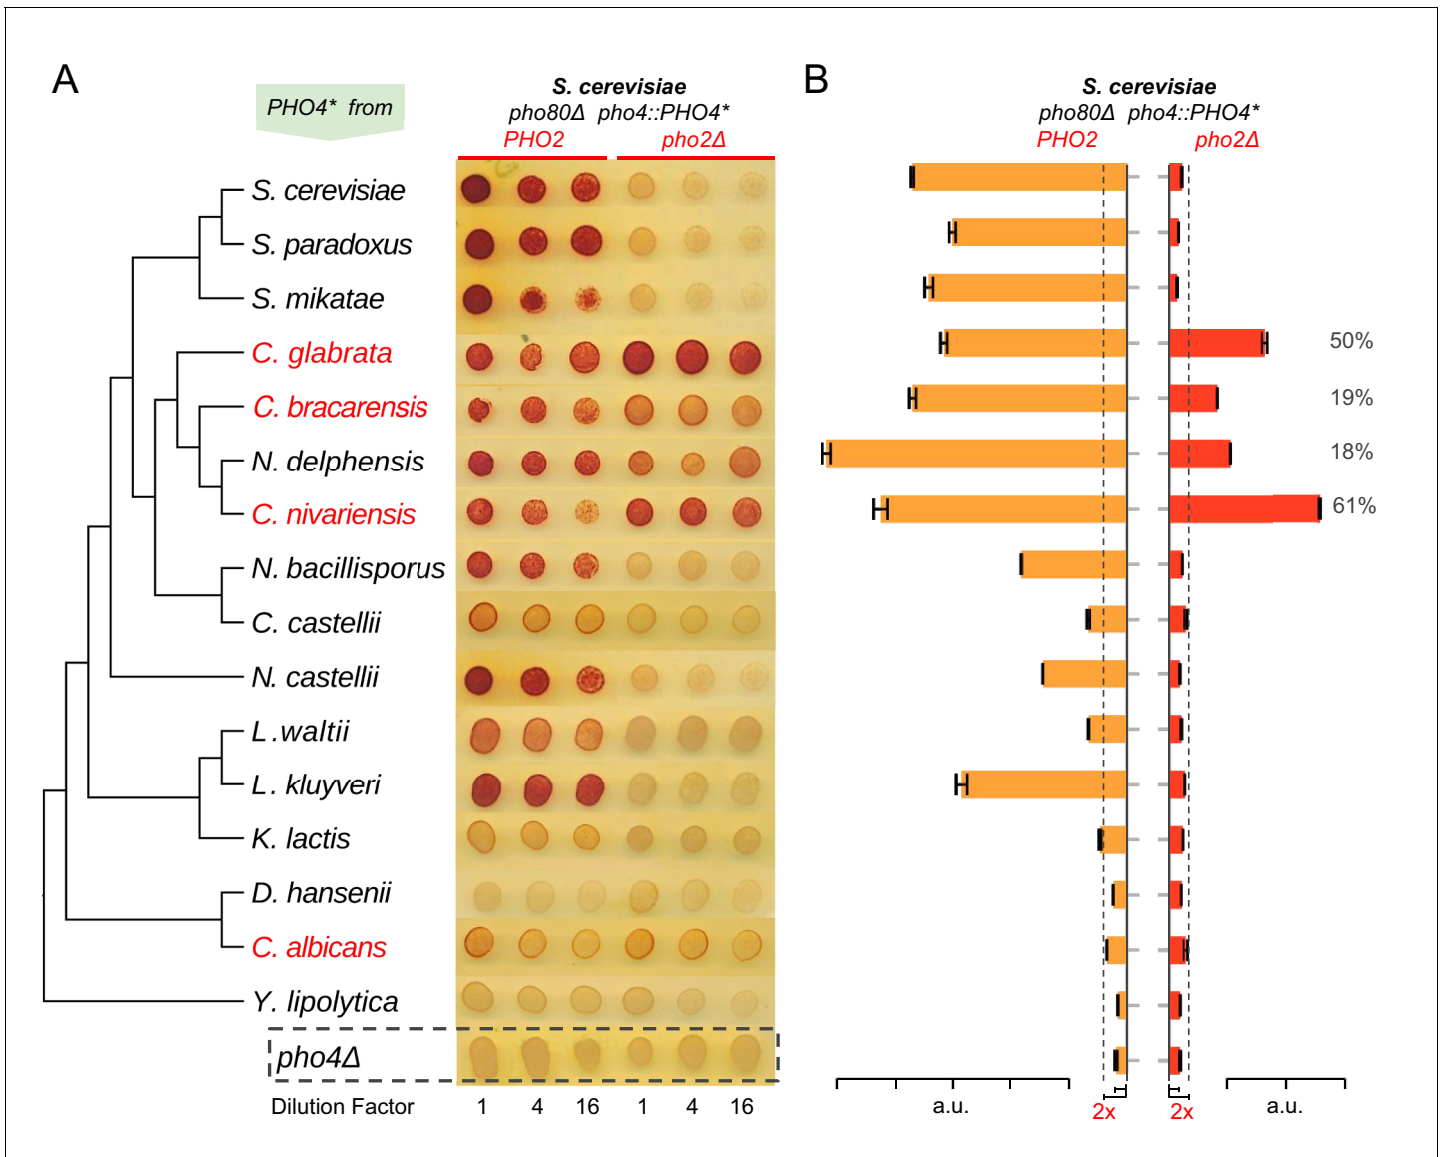 A
PHO4* from
S. cerevisiae
pho80Δ pho4::PHO4*
PHO2 pho2Δ
B
S. cerevisiae
pho80Δ pho4::PHO4*
PHO2 pho2Δ
S. cerevisiae
S. paradoxus
S. mikatae
C. glabrata
50%
C. bracarensis
19%
N. delphensis
18%
C. nivariensis
61%
N. bacillisporus
C. castellii
N. castellii
L.waltii
L. kluyveri
K. lactis
D. hansenii
C. albicans
Y. lipolytica
pho4Δ
Dilution Factor 1 4 16 1 4 16
a.u. 2x 2x a.u.